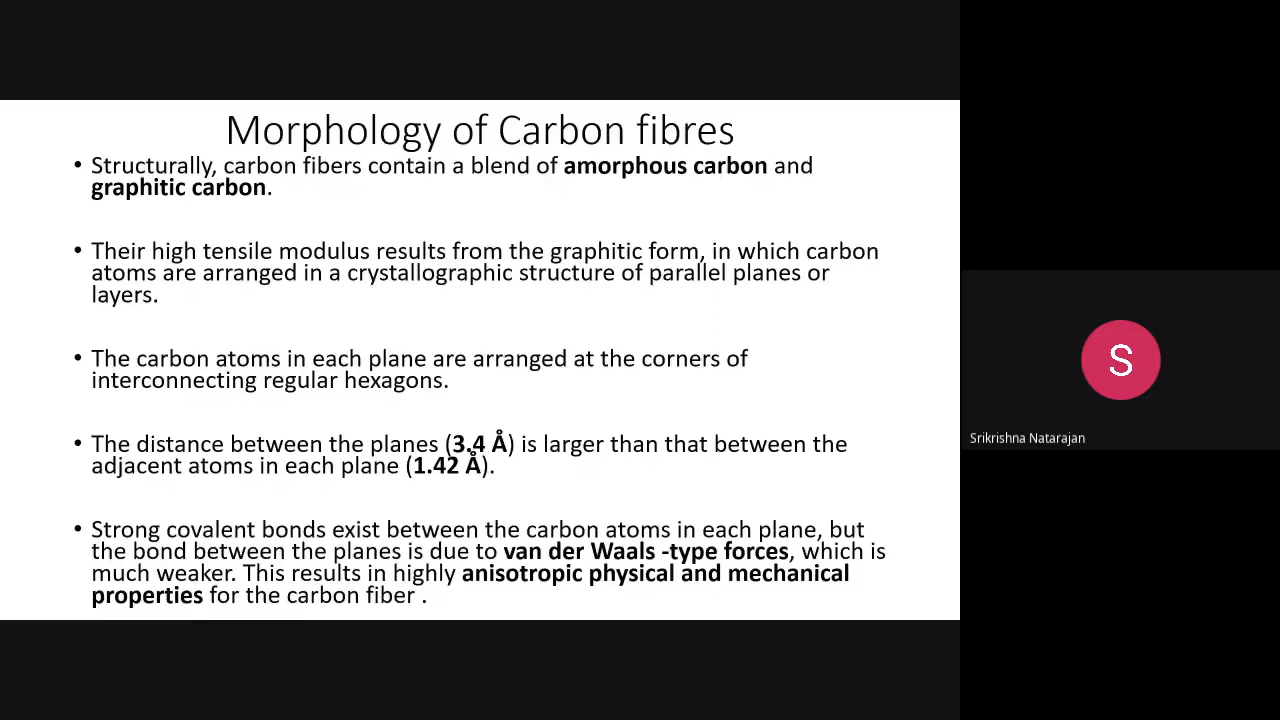 Morphology of Carbon fibres
• Structurally, carbon fibers contain a blend of amorphous carbon and
graphitic carbon.
• Their high tensile modulus results from the graphitic form, in which carbon
atoms are arranged in a crystallographic structure of parallel planes or
layers.
• The carbon atoms in each plane are arranged at the corners of
interconnecting regular hexagons.
• The distance between the planes (3.4 Å) is larger than that between the
adjacent atoms in each plane (1.42 Å).
• Strong covalent bonds exist between the carbon atoms in each plane, but
the bond between the planes is due to van der Waals -type forces, which is
much weaker. This results in highly anisotropic physical and mechanical
properties for the carbon fiber .
S
Srikrishna Natarajan